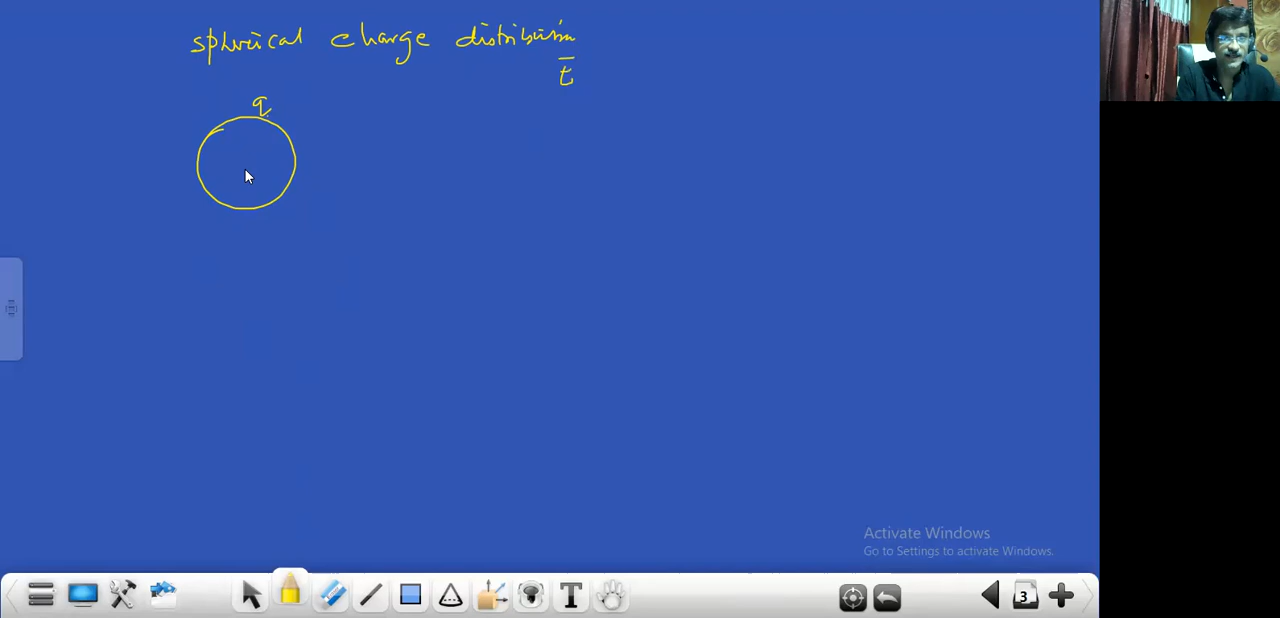 spherical charge distribution
t
q
Activate Windows
Go to Settings to activate Windows.
T
3